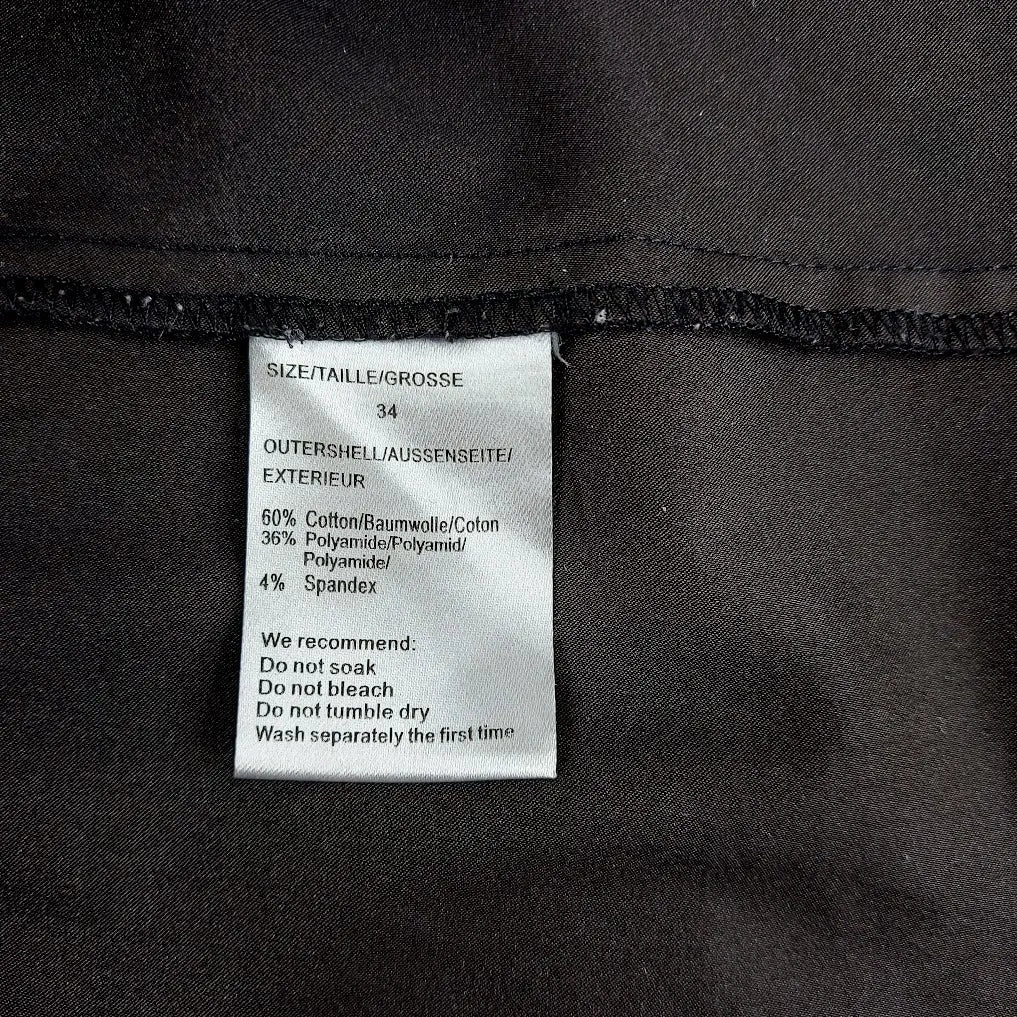 SIZE/TAILLE/GROSSE
34
OUTERSHELL/AUSSENSEITE/
EXTERIEUR
60% Cotton/Baumwolle/Coton
36% Polyamide/Polyamid/
Polyamide/
4% Spandex
We recommend:
Do not soak
Do not bleach
Do not tumble dry
Wash separately the first time